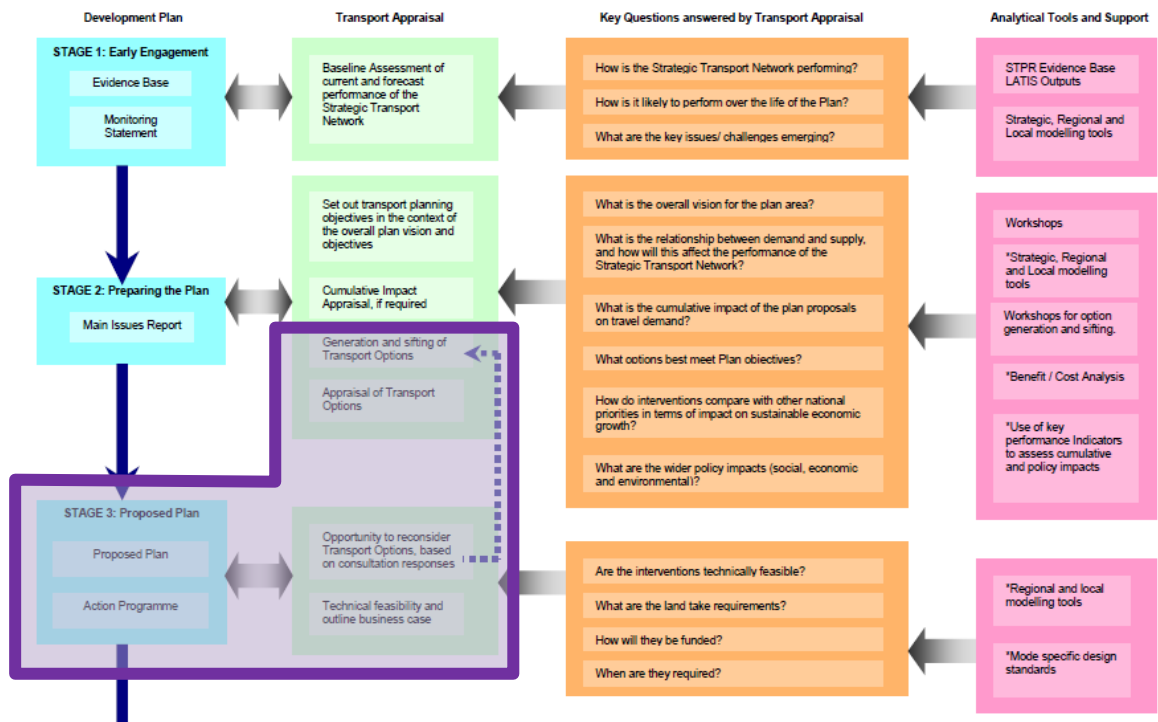 Development Plan
Transport Appraisal
Key Questions answered by Transport Appraisal
Analytical Tools and Support
STAGE 1: Early Engagement
Evidence Base
Monitoring
Statement
Baseline Assessment of
current and forecast
performance of the
Strategic Transport
Network
How is the Strategic Transport Network performing?
How is it likely to perform over the life of the Plan?
What are the key issues/ challenges emerging?
STPR Evidence Base
LATIS Outputs
Strategic, Regional and
Local modelling tools
STAGE 2: Preparing the Plan
Main Issues Report
Set out transport planning
objectives in the context of
the overall plan vision and
objectives
Cumulative Impact
Appraisal, if required
Generation and sifting of
Transport Options
Appraisal of Transport
Options
What is the overall vision for the plan area?
What is the relationship between demand and supply,
and how will this affect the performance of the
Strategic Transport Network?
What is the cumulative impact of the plan proposals
on travel demand?
What options best meet Plan objectives?
How do interventions compare with other national
priorities in terms of impact on sustainable economic
growth?
What are the wider policy impacts (social, economic
and environmental)?
Workshops
*Strategic, Regional
and Local modelling
tools
Workshops for option
generation and sifting.
*Benefit / Cost Analysis
*Use of key
performance Indicators
to assess cumulative
and policy impacts
STAGE 3: Proposed Plan
Proposed Plan
Action Programme
Opportunity to reconsider
Transport Options, based
on consultation responses
Technical feasibility and
outline business case
Are the interventions technically feasible?
What are the land take requirements?
How will they be funded?
When are they required?
*Regional and local
modelling tools
*Mode specific design
standards